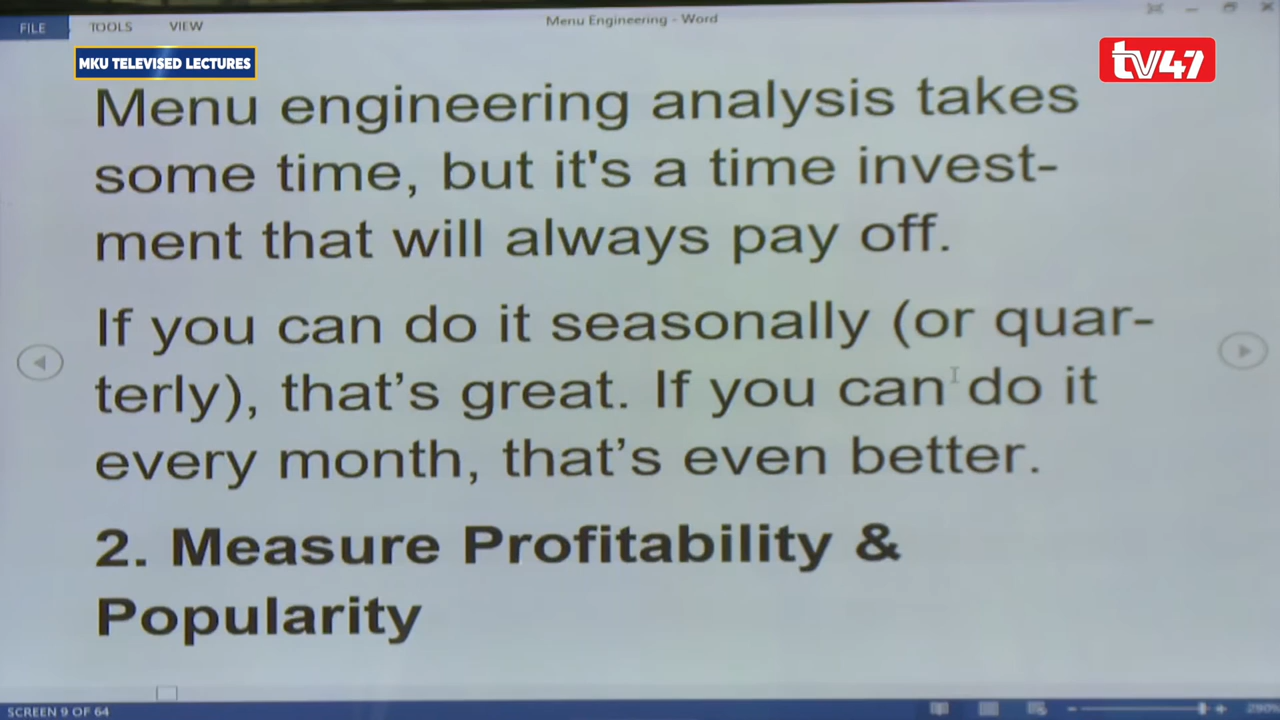 FILE TOOLS VIEW Menu Engineering - Word
MKU TELEVISED LECTURES
tv47
Menu engineering analysis takes
some time, but it's a time invest-
ment that will always pay off.
If you can do it seasonally (or quar-
terly), that’s great. If you can do it
every month, that’s even better.
2. Measure Profitability &
Popularity
SCREEN 9 OF 64
290%